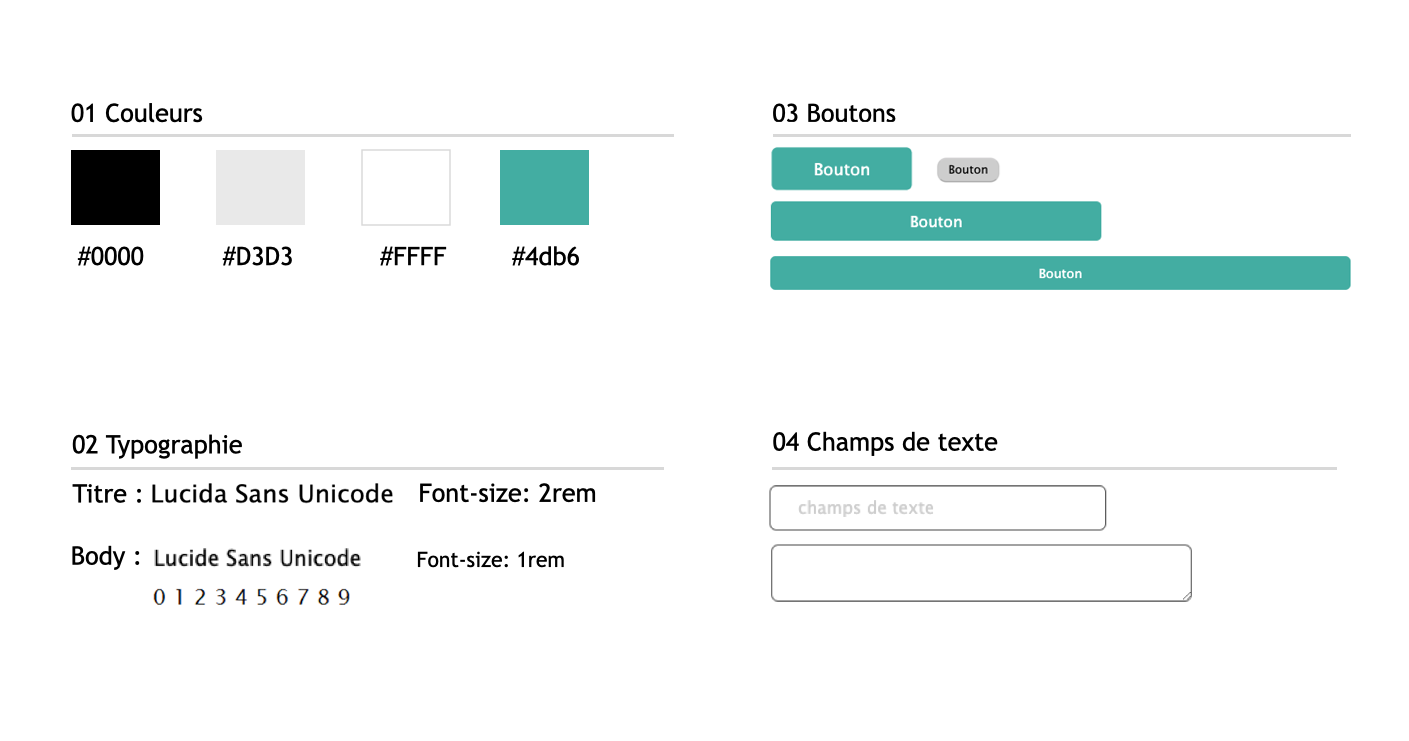 01 Couleurs
#0000
#D3D3
#FFFF
#4db6
02 Typographie
Titre : Lucida Sans Unicode Font-size: 2rem
Body : Lucide Sans Unicode Font-size: 1rem
0 1 2 3 4 5 6 7 8 9
03 Boutons
Bouton
Bouton
Bouton
Bouton
04 Champs de texte
champs de texte